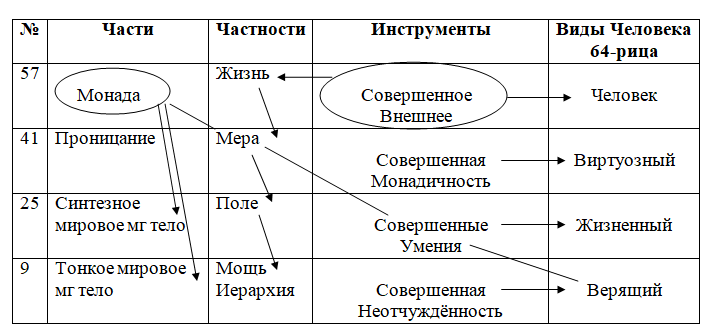 № Части Частности Инструменты Виды Человека
64-рица
57 Монада Жизнь Совершенное
Внешнее Человек
41 Проницание Мера Совершенная
Монадичность Виртуозный
25 Синтезное
мировое мг тело Поле Совершенные
Умения Жизненный
9 Тонкое мировое
мг тело Мощь
Иерархия Совершенная
Неотчуждённость Верящий